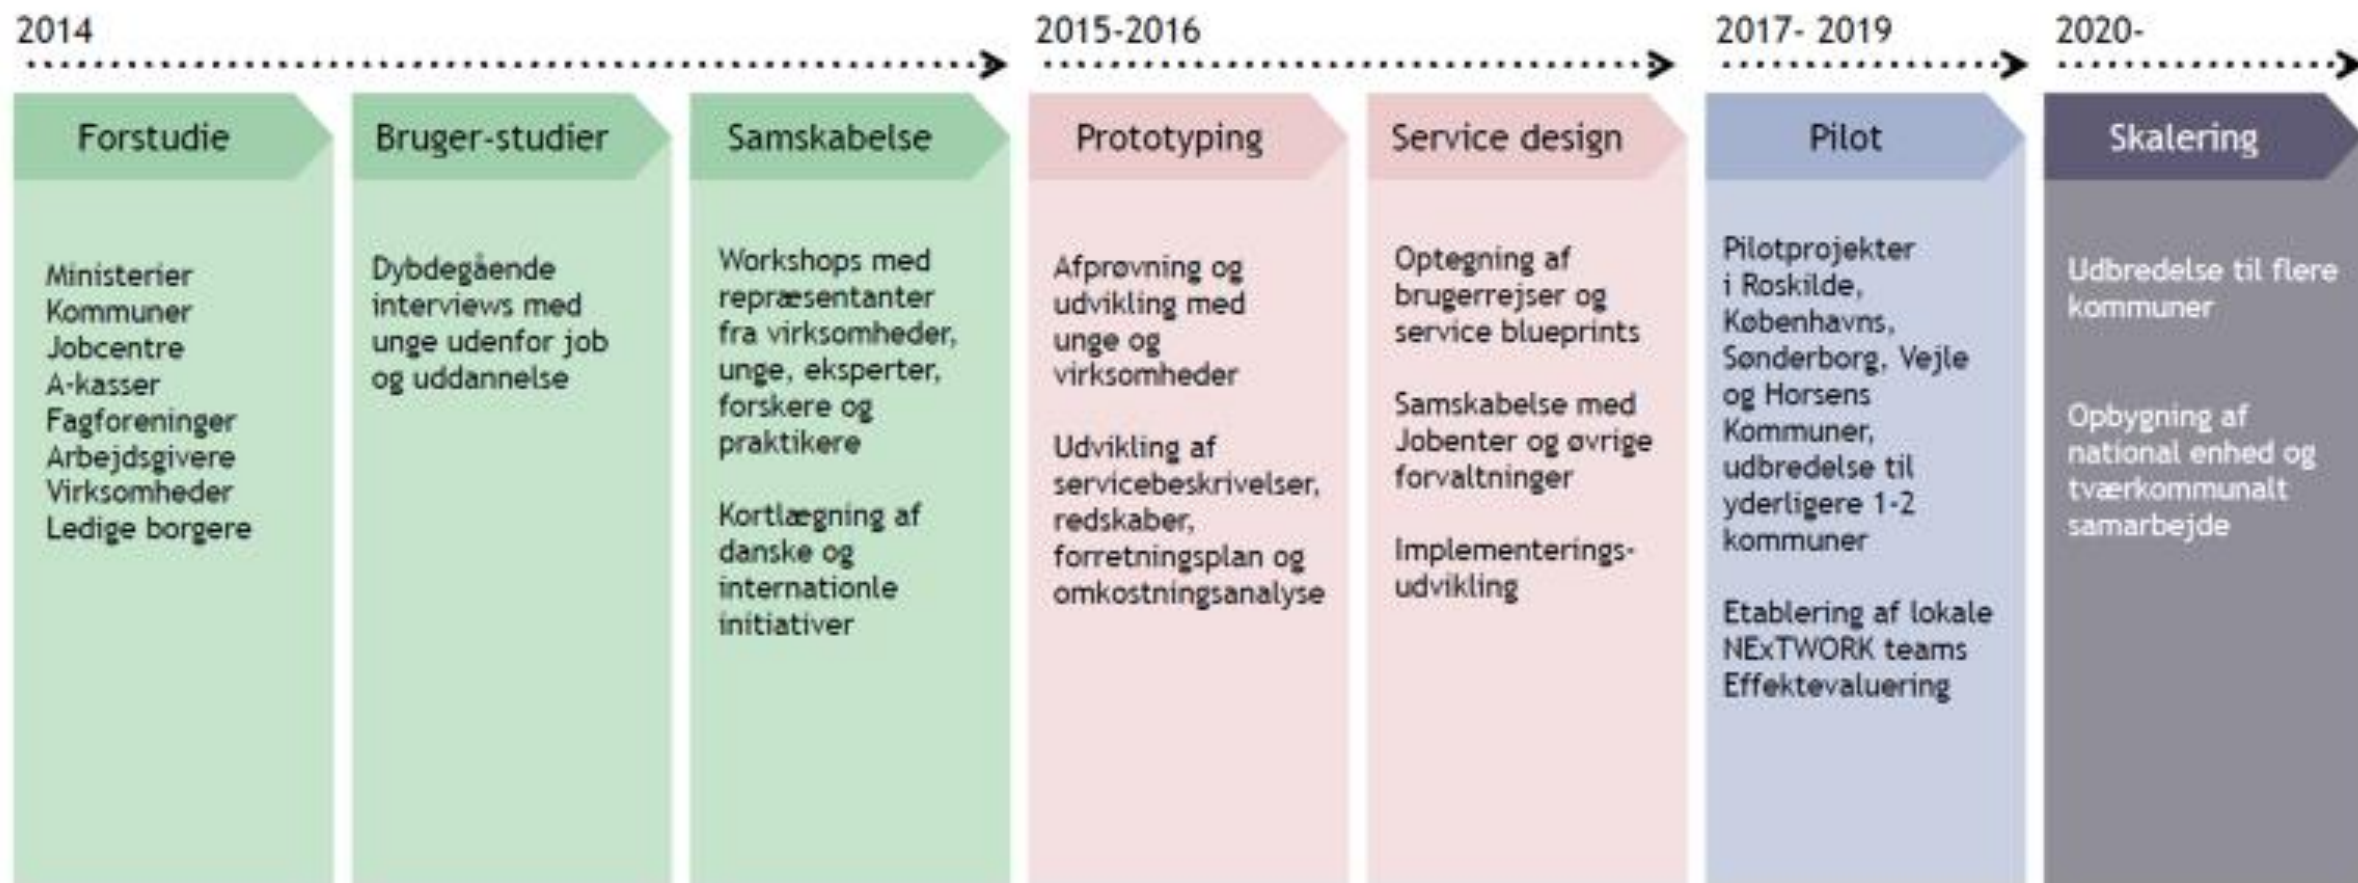 2014
2015-2016
2017- 2019
2020-
Forstudie
Ministerier
Kommuner
Jobcentre
A-kasser
Fagforeninger
Arbejdsgivere
Virksomheder
Ledige borgere
Bruger-studier
Dybdegående
interviews med
unge udenfor job
og uddannelse
Samskabelse
Workshops med
repræsentanter
fra virksomheder,
unge, eksperter,
forskere og
praktikere
Kortlægning af
danske og
internationle
initiativer
Prototyping
Afprøvning og
udvikling med
unge og
virksomheder
Udvikling af
servicebeskrivelser,
redskaber,
forretningsplan og
omkostningsanalyse
Service design
Optegning af
brugerrejser og
service blueprints
Samskabelse med
Jobenter og øvrige
forvaltninger
Implementerings-
udvikling
Pilot
Pilotprojekter
i Roskilde,
Københavns,
Sønderborg, Vejle
og Horsens
Kommuner,
udbredelse til
yderligere 1-2
kommuner
Etablering af lokale
NExTWORK teams
Effektevaluering
Skalering
Udbredelse til flere
kommuner
Opbygning af
national enhed og
tværkommunalt
samarbejde